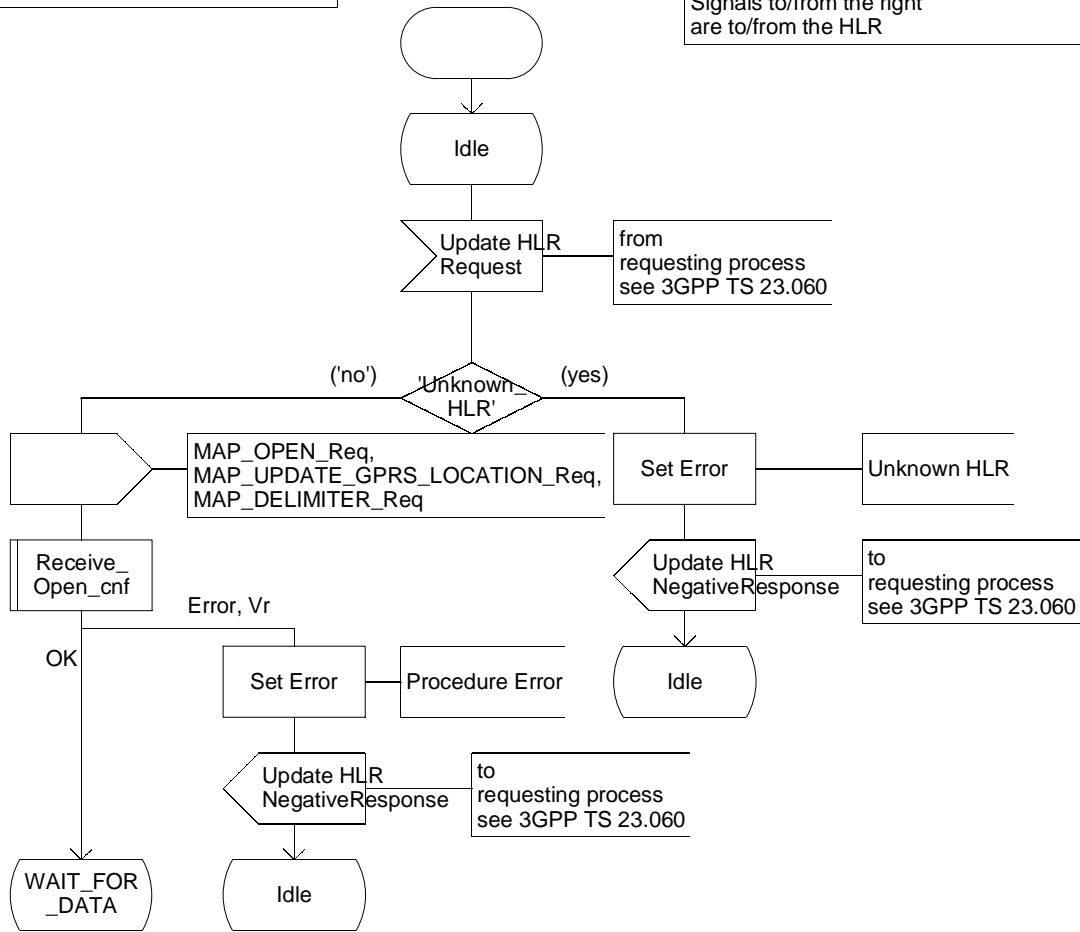 Signals to/from the right
are to/from the HLR
Idle
Update HLR
Request
from
requesting process
see 3GPP TS 23.060
('no')
'Unknown_
HLR'
(yes)
MAP_OPEN_Req,
MAP_UPDATE_GPRS_LOCATION_Req,
MAP_DELIMITER_Req
Set Error
Unknown HLR
Receive_
Open_cnf
Update HLR
NegativeResponse
to
requesting process
see 3GPP TS 23.060
Error, Vr
OK
Set Error
Procedure Error
Idle
Update HLR
NegativeResponse
to
requesting process
see 3GPP TS 23.060
WAIT_FOR
_DATA
Idle